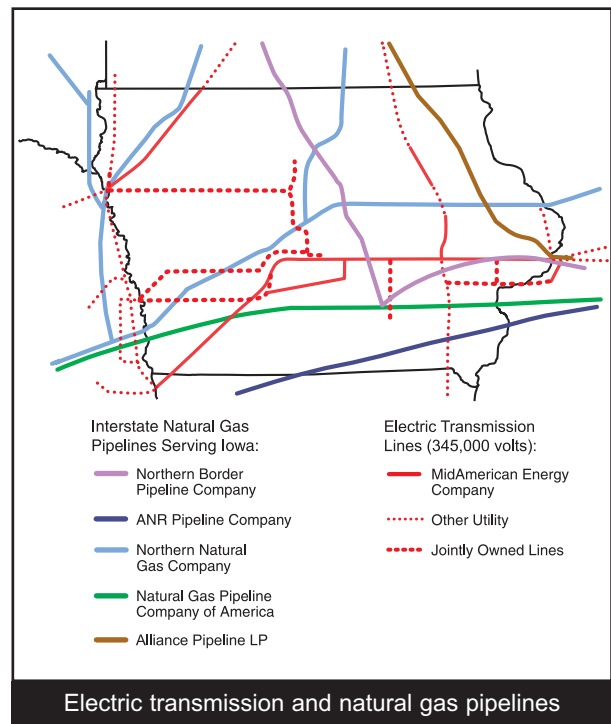 Interstate Natural Gas
Pipelines Serving Iowa:
Northern Border
Pipeline Company
ANR Pipeline Company
Northern Natural
Gas Company
Natural Gas Pipeline
Company of America
Alliance Pipeline LP
Electric Transmission
Lines (345,000 volts):
MidAmerican Energy
Company
Other Utility
Jointly Owned Lines
Electric transmission and natural gas pipelines